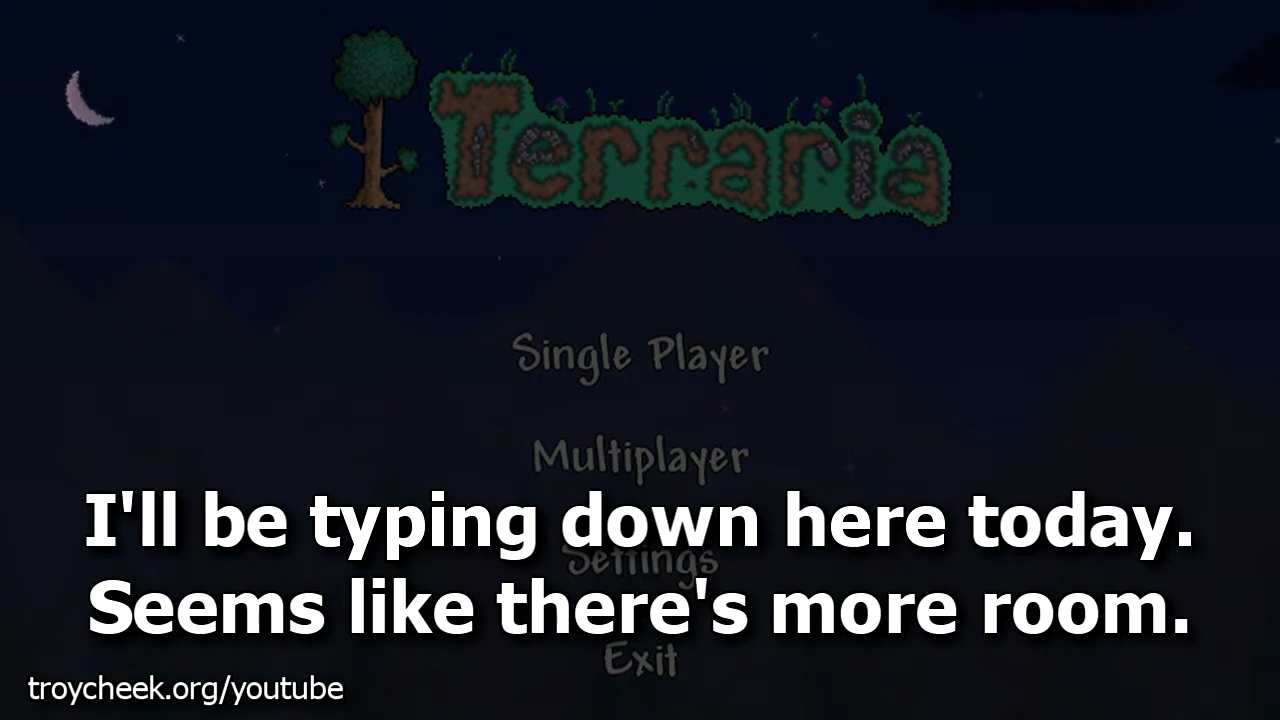 Terraria
Single Player
Multiplayer
I'll be typing down here today.
Settings
Seems like there's more room.
Exit
troycheek.org/youtube